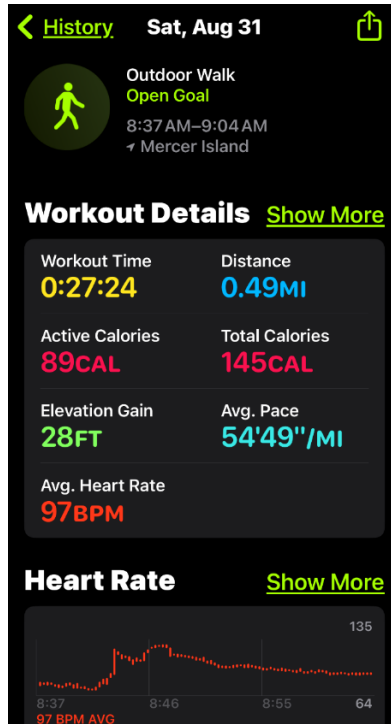 History Sat, Aug 31
Outdoor Walk
Open Goal
8:37 AM–9:04 AM
Mercer Island
Workout Details Show More
Workout Time Distance
0:27:24 0.49MI
Active Calories Total Calories
89CAL 145CAL
Elevation Gain Avg. Pace
28FT 54'49"/MI
Avg. Heart Rate
97BPM
Heart Rate Show More
135
8:37 8:46 8:55 64
97 BPM AVG